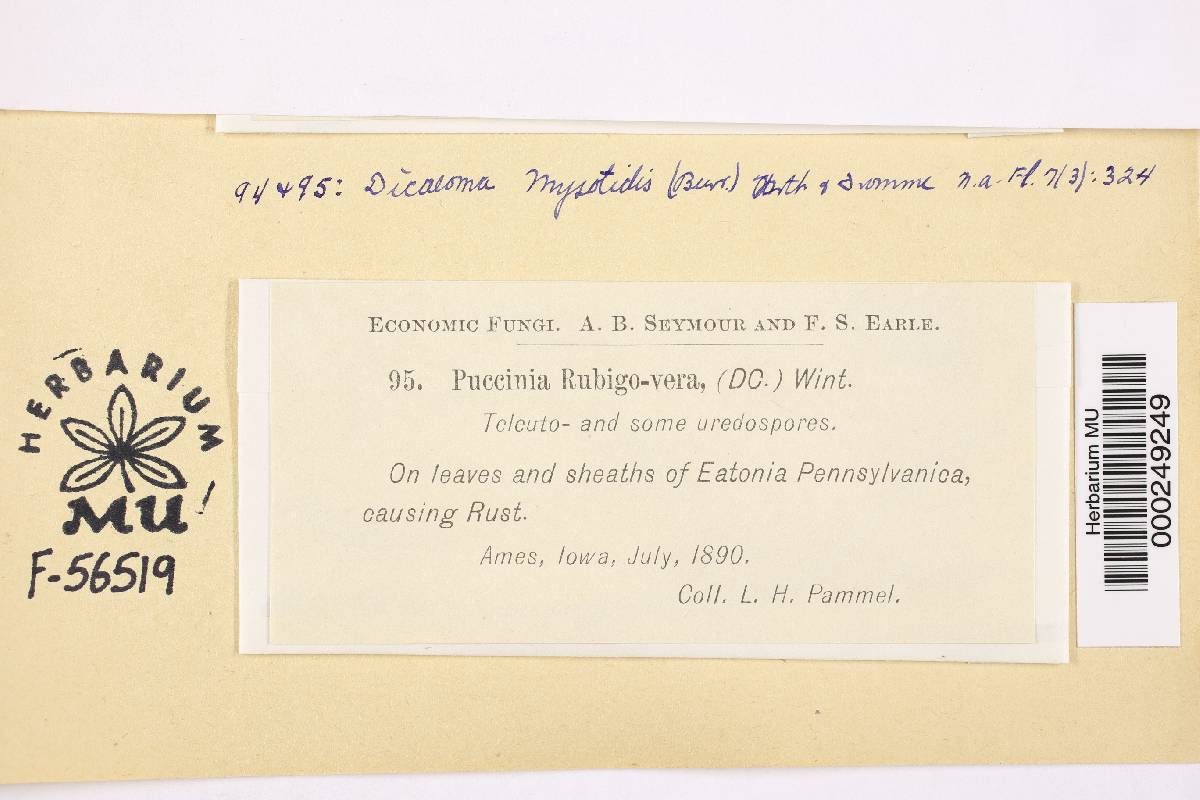 94 & 95: Dicaeoma Mysotidis (Burr.) Arth & Fromme N.a. Fl. 7(3): 324
ECONOMIC FUNGI. A. B. SEYMOUR AND F. S. EARLE.
95. Puccinia Rubigo-vera, (DC.) Wint.
Teleuto- and some uredospores.
On leaves and sheaths of Eatonia Pennsylvanica,
causing Rust.
Ames, Iowa, July, 1890.
Coll. L. H. Pammel.
HERBARIUM
MU!
F-56519
Herbarium MU
000249249